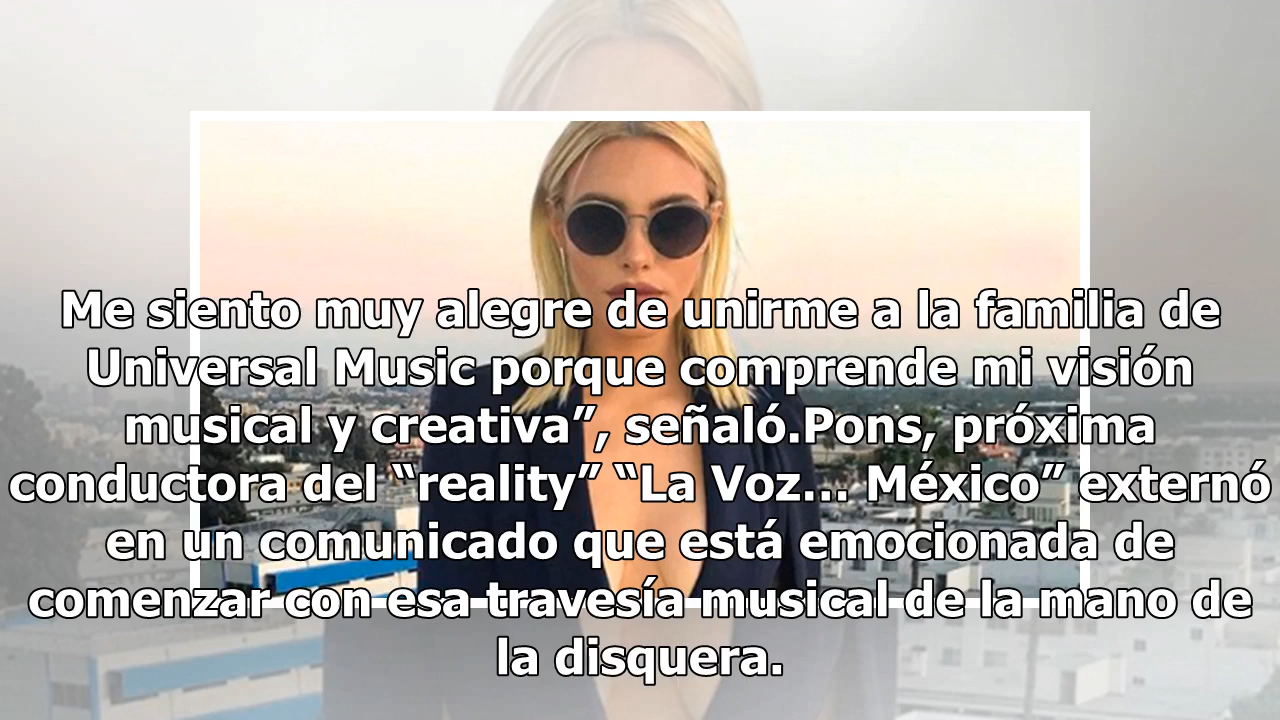 Me siento muy alegre de unirme a la familia de
Universal Music porque comprende mi visión
musical y creativa”, señaló.Pons, próxima
conductora del “reality” “La Voz... México” externó
en un comunicado que está emocionada de
comenzar con esa travesía musical de la mano de
la disquera.